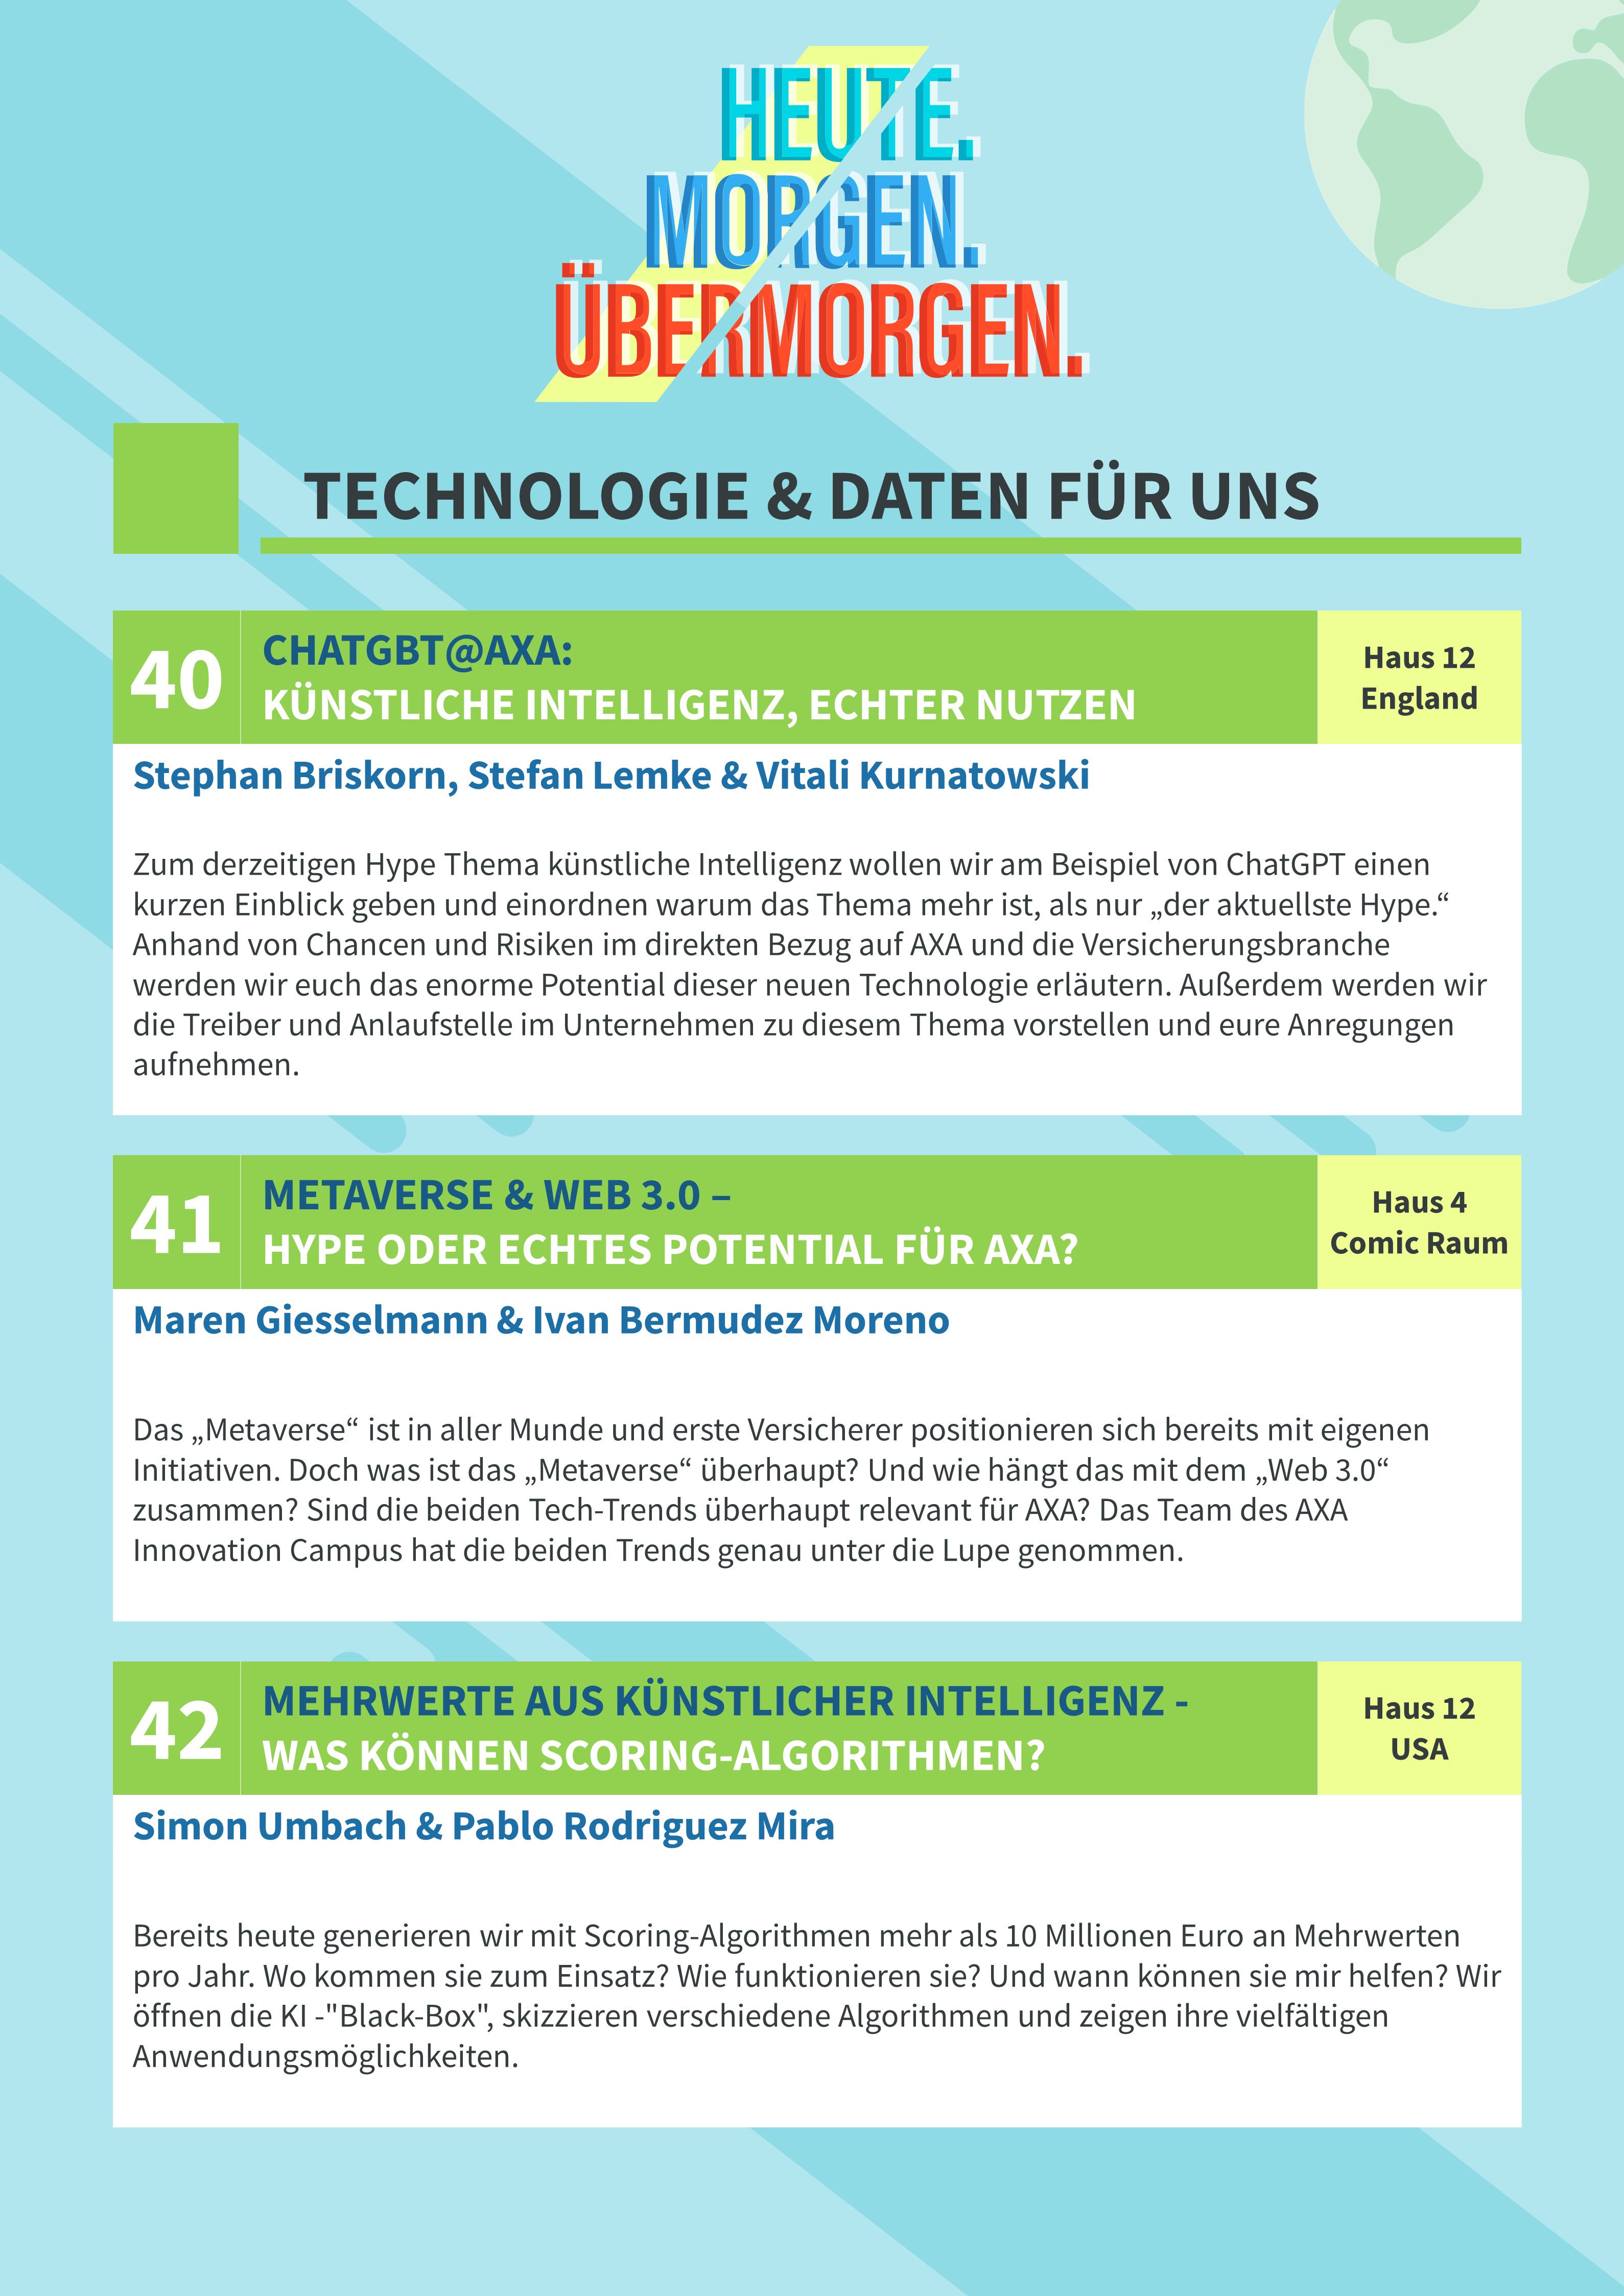 HEUTE.
MORGEN.
ÜBERMORGEN.
TECHNOLOGIE & DATEN FÜR UNS
40
CHATGBT@AXA:
KÜNSTLICHE INTELLIGENZ, ECHTER NUTZEN
Haus 12
England
Stephan Briskorn, Stefan Lemke & Vitali Kurnatowski
Zum derzeitigen Hype Thema künstliche Intelligenz wollen wir am Beispiel von ChatGPT einen
kurzen Einblick geben und einordnen warum das Thema mehr ist, als nur „der aktuellste Hype.“
Anhand von Chancen und Risiken im direkten Bezug auf AXA und die Versicherungsbranche
werden wir euch das enorme Potential dieser neuen Technologie erläutern. Außerdem werden wir
die Treiber und Anlaufstelle im Unternehmen zu diesem Thema vorstellen und eure Anregungen
aufnehmen.
41
METAVERSE & WEB 3.0 –
HYPE ODER ECHTES POTENTIAL FÜR AXA?
Haus 4
Comic Raum
Maren Giesselmann & Ivan Bermudez Moreno
Das „Metaverse“ ist in aller Munde und erste Versicherer positionieren sich bereits mit eigenen
Initiativen. Doch was ist das „Metaverse“ überhaupt? Und wie hängt das mit dem „Web 3.0“
zusammen? Sind die beiden Tech-Trends überhaupt relevant für AXA? Das Team des AXA
Innovation Campus hat die beiden Trends genau unter die Lupe genommen.
42
MEHRWERTE AUS KÜNSTLICHER INTELLIGENZ -
WAS KÖNNEN SCORING-ALGORITHMEN?
Haus 12
USA
Simon Umbach & Pablo Rodriguez Mira
Bereits heute generieren wir mit Scoring-Algorithmen mehr als 10 Millionen Euro an Mehrwerten
pro Jahr. Wo kommen sie zum Einsatz? Wie funktionieren sie? Und wann können sie mir helfen? Wir
öffnen die KI -"Black-Box", skizzieren verschiedene Algorithmen und zeigen ihre vielfältigen
Anwendungsmöglichkeiten.